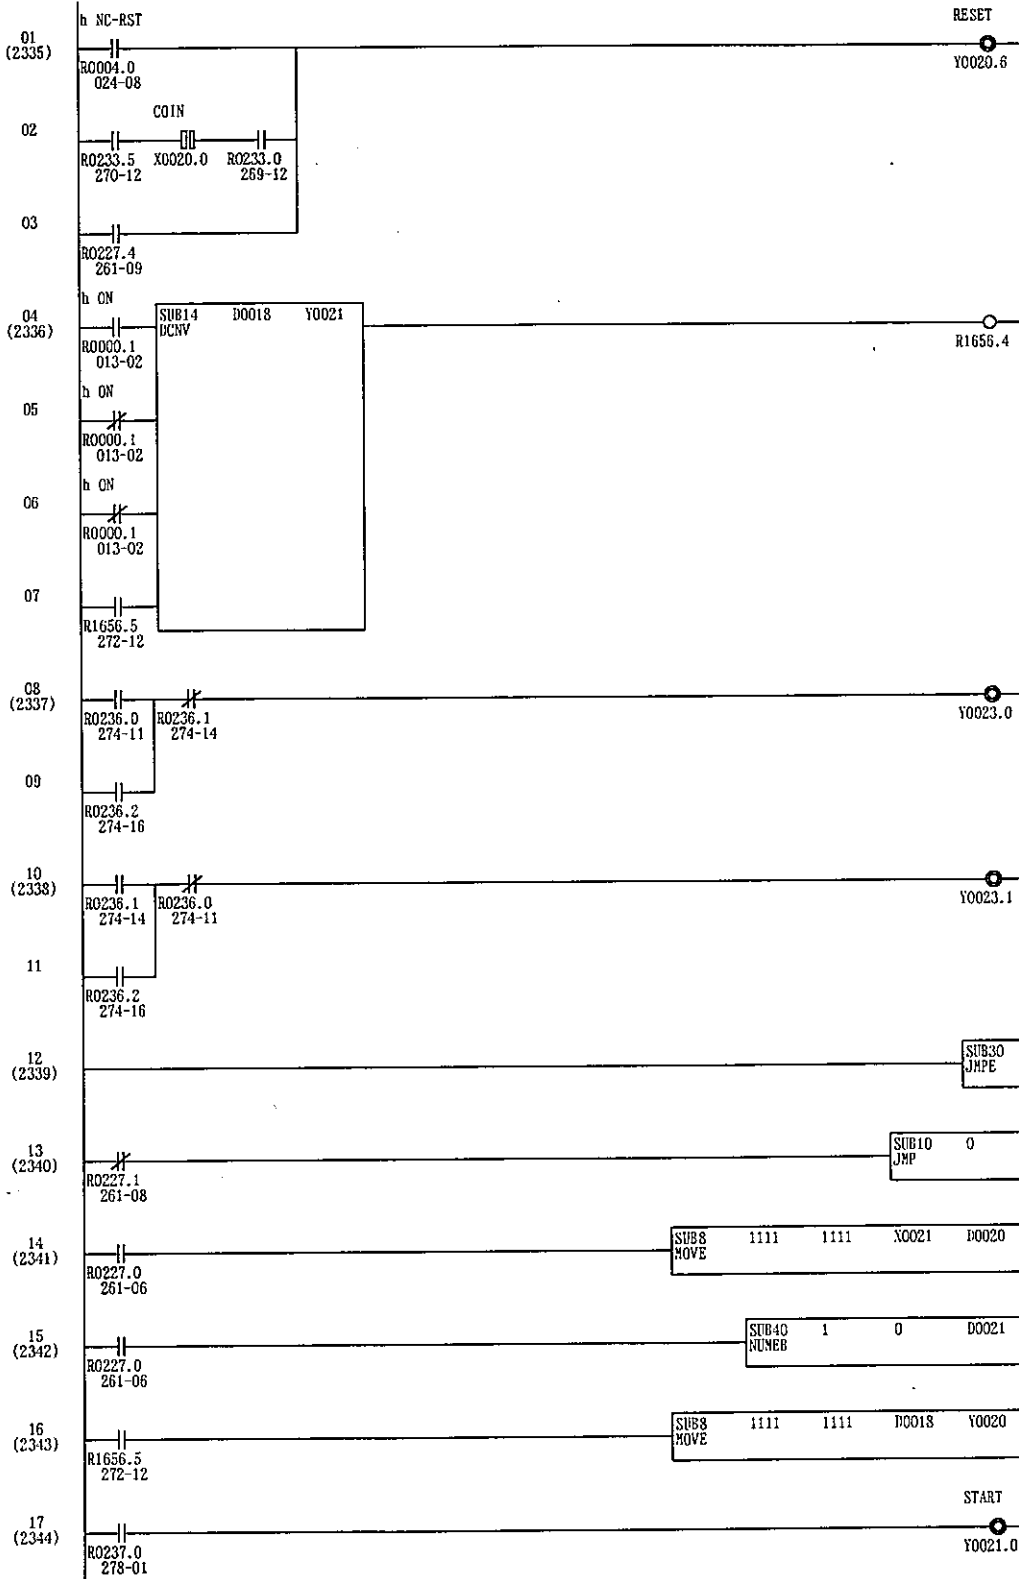 h NC-RST RESET
01
(2335)
R0004.0 Y0020.6
024-08
COIN
02
R0233.5 X0020.0 R0233.0
270-12 269-12
03
R0227.4
261-09
h ON
04 SUB14 D0018 Y0021
(2336) DCNV
R0000.1 R1656.4
013-02
h ON
05
R0000.1
013-02
h ON
06
R0000.1
013-02
07
R1656.5
272-12
08
(2337)
R0236.0 R0236.1 Y0023.0
274-11 274-14
09
R0236.2
274-16
10
(2338)
R0236.1 R0236.0 Y0023.1
274-14 274-11
11
R0236.2
274-16
12 SUB30
(2339) JMPE
13 SUB10 0
(2340) JMP
R0227.1
261-08
14 SUB8 1111 1111 X0021 D0020
(2341) MOVE
R0227.0
261-06
15 SUB40 1 0 D0021
(2342) NUMEB
R0227.0
261-06
16 SUB8 1111 1111 D0018 Y0020
(2343) MOVE
R1656.5
272-12
START
17
(2344)
R0237.0 Y0021.0
278-01